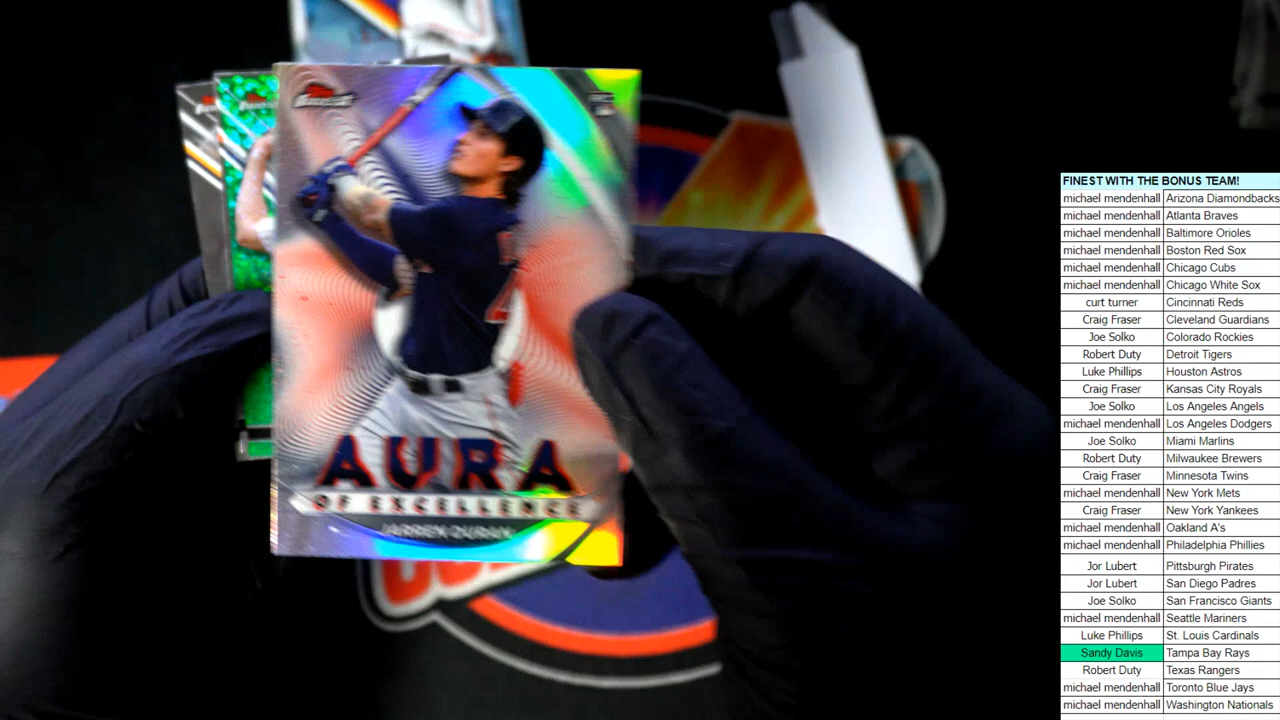 FINEST
RC
AURA
OF EXCELLENCE
JARREN DURAN
FINEST WITH THE BONUS TEAM!
michael mendenhall Arizona Diamondbacks
michael mendenhall Atlanta Braves
michael mendenhall Baltimore Orioles
michael mendenhall Boston Red Sox
michael mendenhall Chicago Cubs
michael mendenhall Chicago White Sox
curt turner Cincinnati Reds
Craig Fraser Cleveland Guardians
Joe Solko Colorado Rockies
Robert Duty Detroit Tigers
Luke Phillips Houston Astros
Craig Fraser Kansas City Royals
Joe Solko Los Angeles Angels
michael mendenhall Los Angeles Dodgers
Joe Solko Miami Marlins
Robert Duty Milwaukee Brewers
Craig Fraser Minnesota Twins
michael mendenhall New York Mets
Craig Fraser New York Yankees
michael mendenhall Oakland A's
michael mendenhall Philadelphia Phillies
Jor Lubert Pittsburgh Pirates
Jor Lubert San Diego Padres
Joe Solko San Francisco Giants
michael mendenhall Seattle Mariners
Luke Phillips St. Louis Cardinals
Sandy Davis Tampa Bay Rays
Robert Duty Texas Rangers
michael mendenhall Toronto Blue Jays
michael mendenhall Washington Nationals